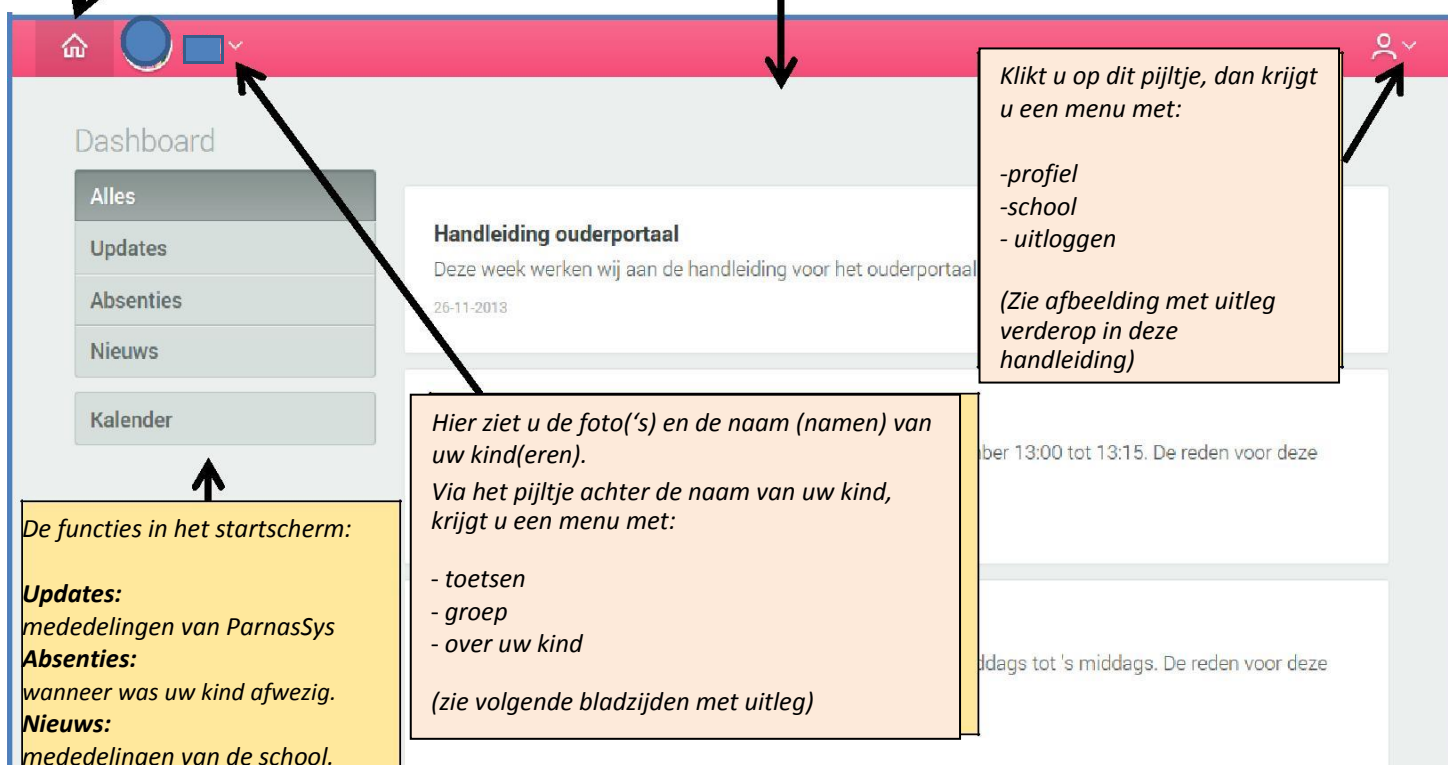 Dashboard
Alles
Updates
Absenties
Nieuws
Kalender
Handleiding ouderportaal
Deze week werken wij aan de handleiding voor het ouderportaal
26-11-2013
Klikt u op dit pijltje, dan krijgt
u een menu met:
-profiel
-school
- uitloggen
(Zie afbeelding met uitleg
verderop in deze
handleiding)
Hier ziet u de foto(‘s) en de naam (namen) van
uw kind(eren).
Via het pijltje achter de naam van uw kind,
krijgt u een menu met:
- toetsen
- groep
- over uw kind
(zie volgende bladzijden met uitleg)
13:00 tot 13:15. De reden voor deze
tot 's middags. De reden voor deze
De functies in het startscherm:
Updates:
mededelingen van ParnasSys
Absenties:
wanneer was uw kind afwezig.
Nieuws:
mededelingen van de school.